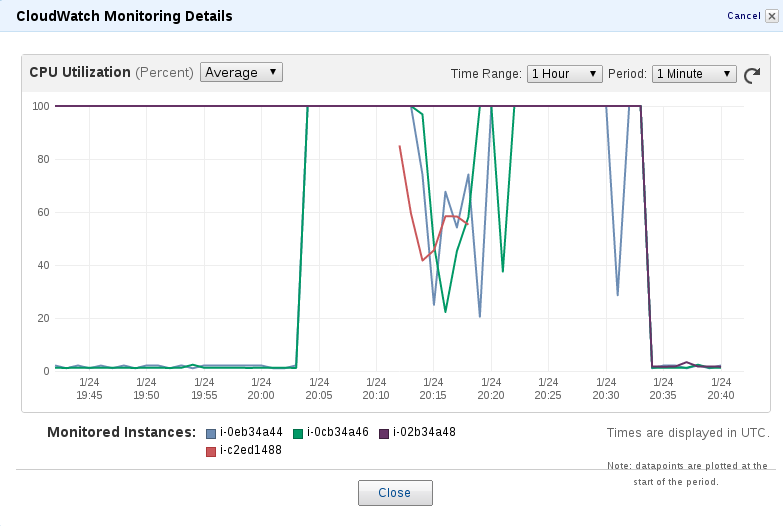 CloudWatch Monitoring Details
Cancel
CPU Utilization (Percent) Average
Time Range: 1 Hour Period: 1 Minute
100
80
60
40
20
0
1/24 1/24 1/24 1/24 1/24 1/24 1/24 1/24 1/24 1/24 1/24 1/24
19:45 19:50 19:55 20:00 20:05 20:10 20:15 20:20 20:25 20:30 20:35 20:40
Monitored Instances: i-0eb34a44 i-0cb34a46 i-02b34a48
i-c2ed1488
Times are displayed in UTC.
Note: datapoints are plotted at the
start of the period.
Close